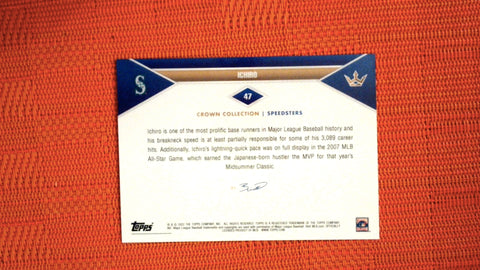 ICHIRO
47
CROWN COLLECTION | SPEEDSTERS
Ichiro is one of the most prolific base runners in Major League Baseball history and
his breakneck speed is at least partially responsible for some of his 3,089 career
hits. Additionally, Ichiro's lightning-quick pace was on full display in the 2007 MLB
All-Star Game, which earned the Japanese-born hustler the MVP for that year's
Midsummer Classic.
TOPPS